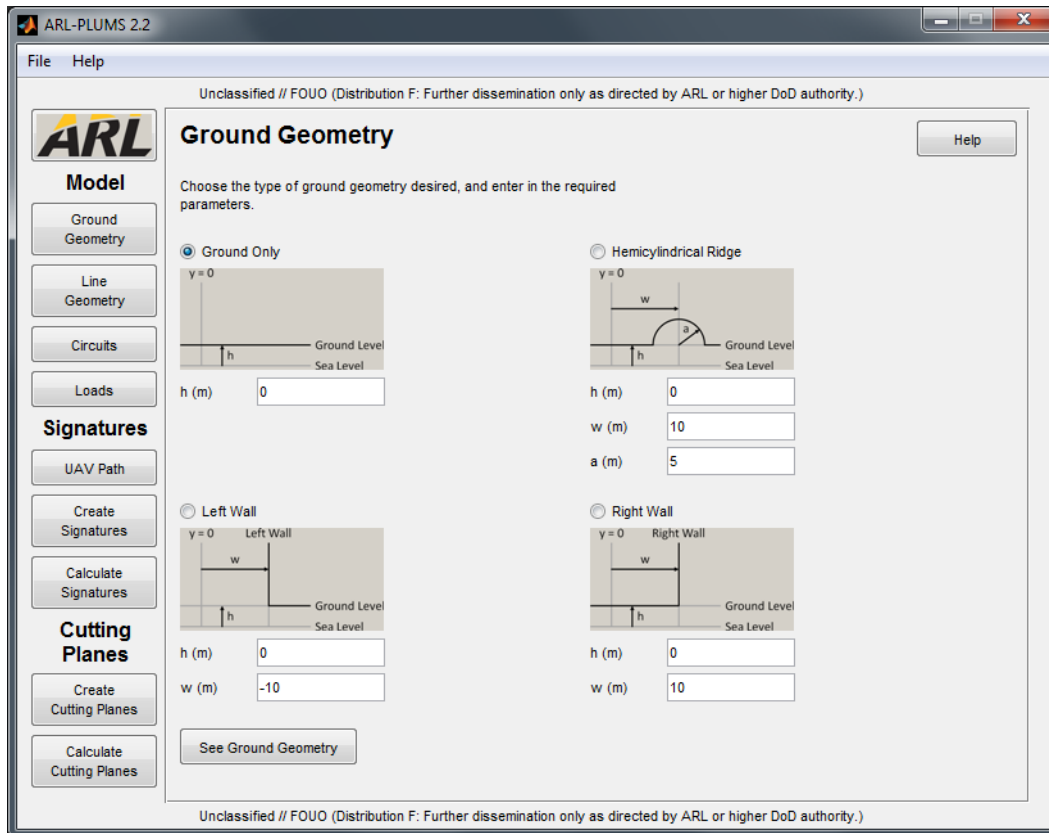 ARL-PLUMS 2.2
File Help
Unclassified // FOUO (Distribution F: Further dissemination only as directed by ARL or higher DoD authority.)
ARL
Model
Ground
Geometry
Line
Geometry
Circuits
Loads
Signatures
UAV Path
Create
Signatures
Calculate
Signatures
Cutting
Planes
Create
Cutting Planes
Calculate
Cutting Planes
Ground Geometry
Help
Choose the type of ground geometry desired, and enter in the required
parameters.
Ground Only
y = 0
h
Ground Level
Sea Level
h (m) 0
Hemicylindrical Ridge
y = 0
w
a
h
Ground Level
Sea Level
h (m) 0
w (m) 10
a (m) 5
Left Wall
y = 0 Left Wall
w
h
Ground Level
Sea Level
h (m) 0
w (m) -10
Right Wall
y = 0 Right Wall
w
h
Ground Level
Sea Level
h (m) 0
w (m) 10
See Ground Geometry
Unclassified // FOUO (Distribution F: Further dissemination only as directed by ARL or higher DoD authority.)